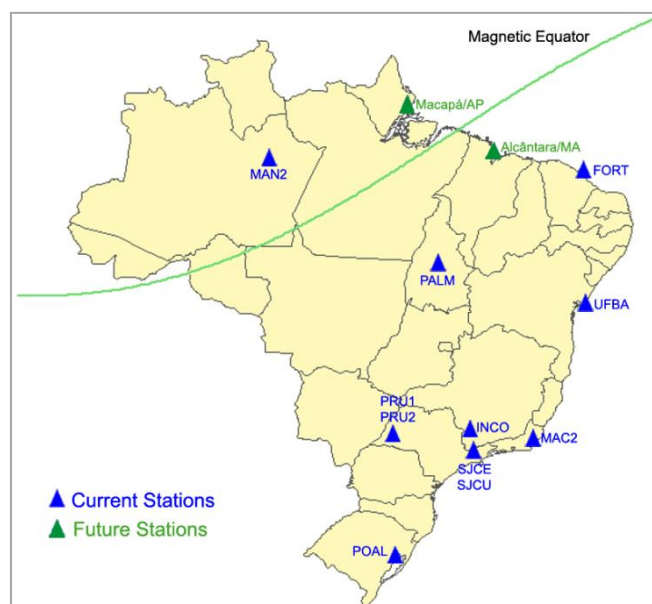 Magnetic Equator
Macapá/AP
Alcântara/MA
MAN2
FORT
PALM
UFBA
PRU1
PRU2
INCO
MAC2
SJCE
SJCU
Current Stations
Future Stations
POAL